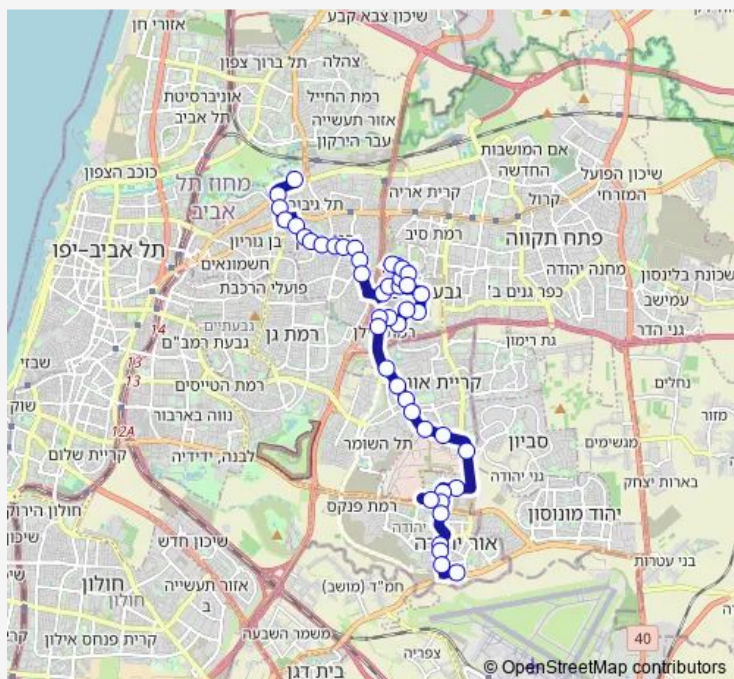 אזורי חן
שיכון צבא קבע
צהלה
תל ברוך צפון
רמת החייל
אוניברסיטת
תל אביב
אזור תעשייה
עבר הירקון
אם המושבות
החדשה
שיכון הפועל
המזרחי
כוכב הצפון
מחוז תל
אביב
תל גיבורים
קרית אריה
קרול
רמת סיב
פתח תקווה
תל אביב–יפו
בן גוריון
חשמונאים
מחנה יהודה
שכונת בלינסון
עמישב
פועלי הרכבת
כפר גנים ב'
גבעתיים
רמת גן
גני הדר
14
גבעת רמב"ם
גת רימון
שבזי
13
13
רמת הטייסים
קריית אונו
נחלים
נווה בארבור
מזור
12A
תל השומר
סביון
מגשימים
לבנה, ידידיה
קריית שלום
גני יהודה
בארות יצחק
רמת פנקס
יהוד מונוסון
יהודה
אור יהודה
שיכון חדש
חולון
בני עטרות
אזור תעשייה
חולון
ב
חמ"ד (מושב)
קרית פנחס אילון
משמר השבעה
צפריה
40
בית דגן
© OpenStreetMap contributors